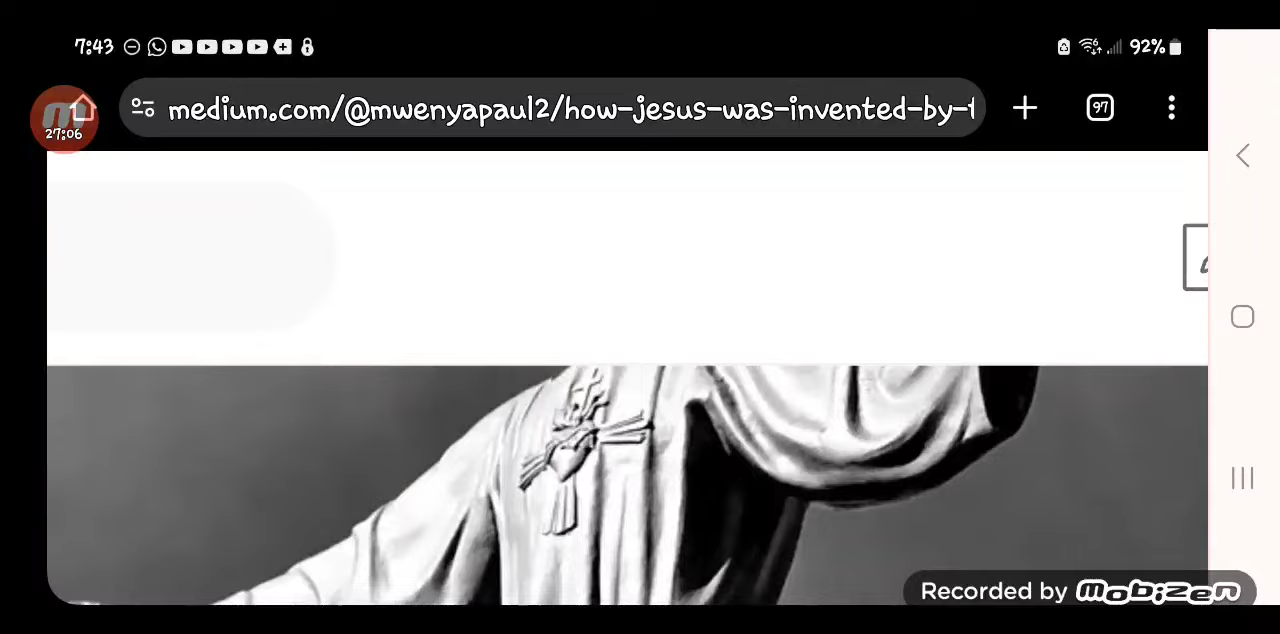 7:43 92%
27:06 medium.com/@mwenyapaul2/how-jesus-was-invented-by- 97
Recorded by mobizen